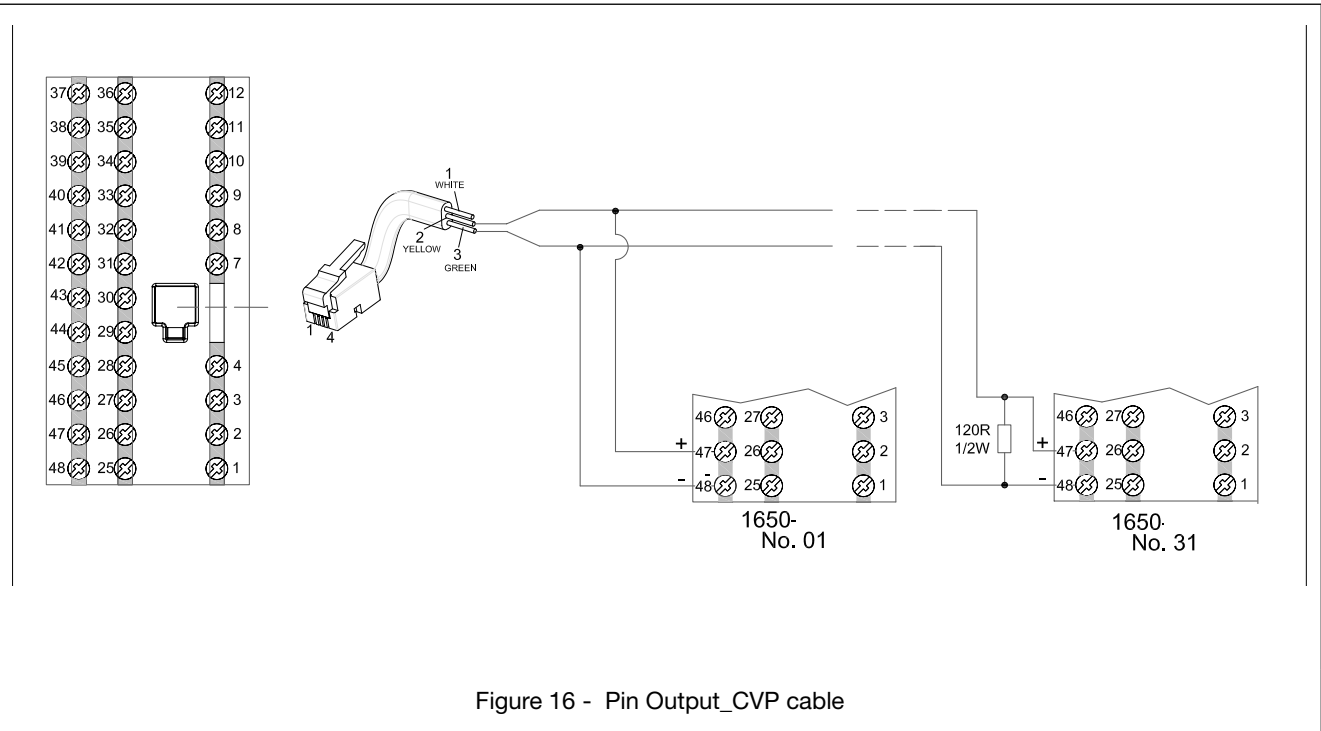 37 36 12
38 35 11
39 34 10
40 33 9
41 32 8
42 31 7
43 30
44 29
45 28 4
46 27 3
47 26 2
48 25 1
1
WHITE
2
YELLOW
3
GREEN
1 4
46 27 3
+ 47 26 2
- 48 25 1
1650-
No. 01
120R
1/2W
46 27 3
+ 47 26 2
- 48 25 1
1650-
No. 31
Figure 16 - Pin Output_CVP cable